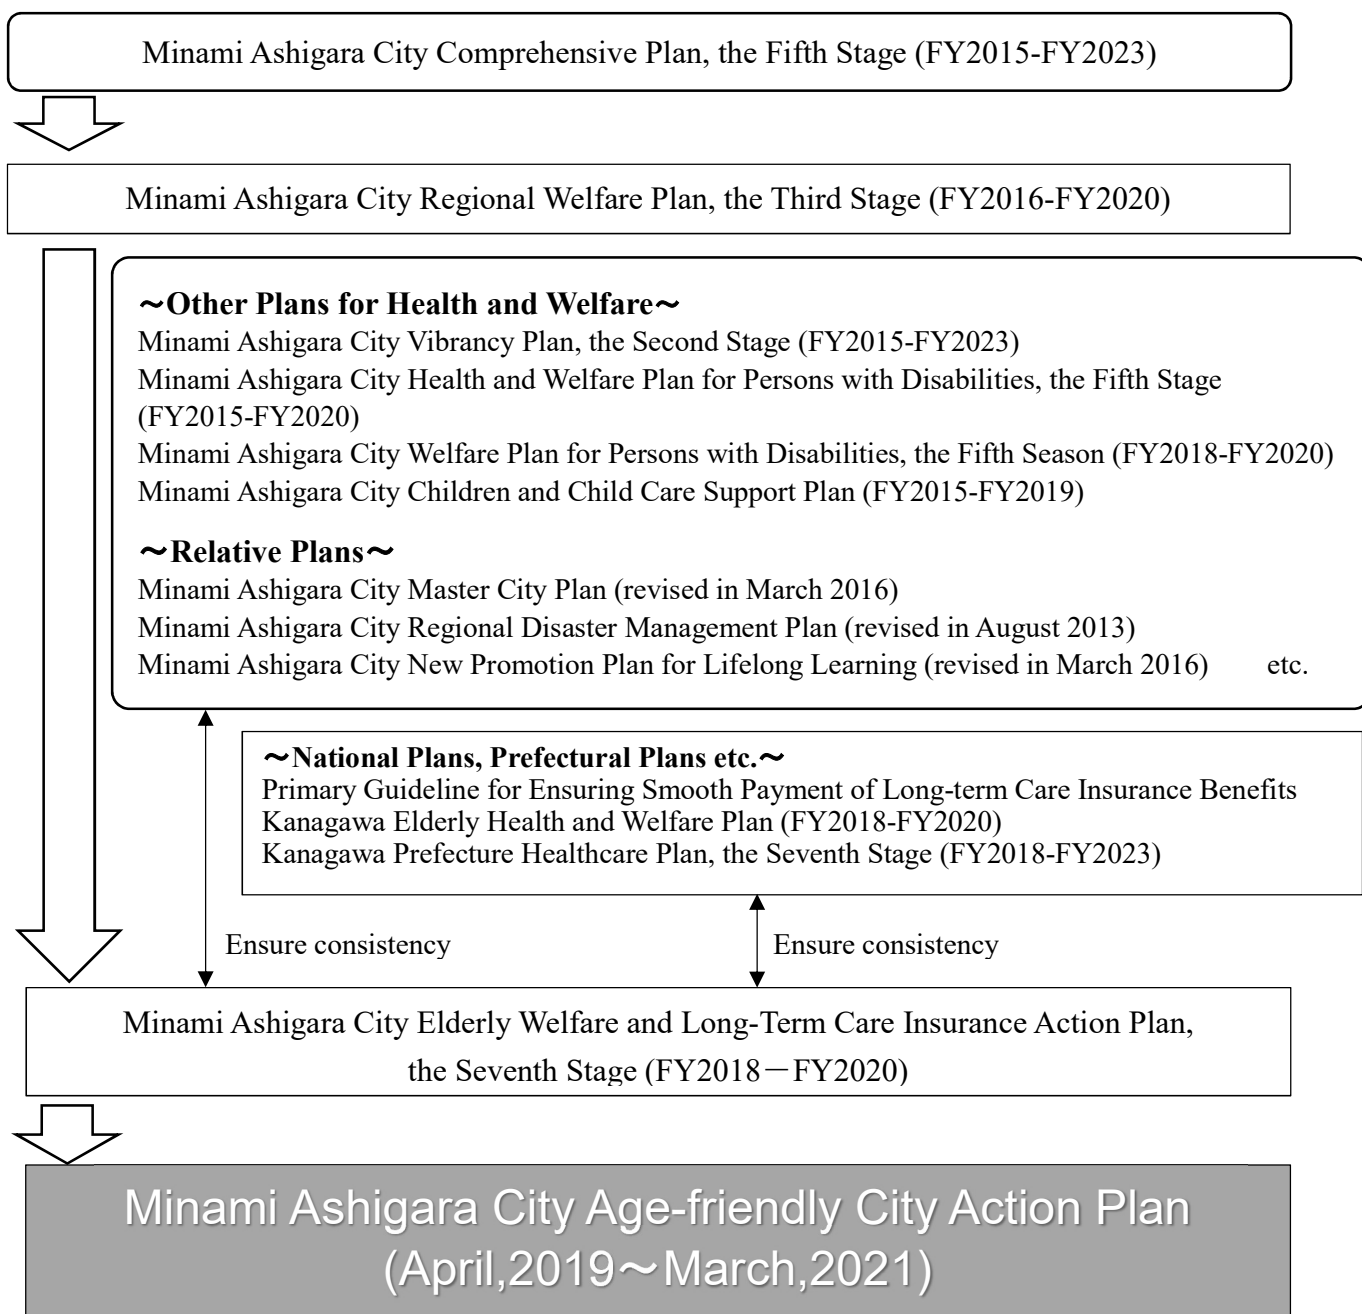 Minami Ashigara City Comprehensive Plan, the Fifth Stage (FY2015-FY2023)
Minami Ashigara City Regional Welfare Plan, the Third Stage (FY2016-FY2020)
～Other Plans for Health and Welfare～
Minami Ashigara City Vibrancy Plan, the Second Stage (FY2015-FY2023)
Minami Ashigara City Health and Welfare Plan for Persons with Disabilities, the Fifth Stage
(FY2015-FY2020)
Minami Ashigara City Welfare Plan for Persons with Disabilities, the Fifth Season (FY2018-FY2020)
Minami Ashigara City Children and Child Care Support Plan (FY2015-FY2019)
～Relative Plans～
Minami Ashigara City Master City Plan (revised in March 2016)
Minami Ashigara City Regional Disaster Management Plan (revised in August 2013)
Minami Ashigara City New Promotion Plan for Lifelong Learning (revised in March 2016) etc.
～National Plans, Prefectural Plans etc.～
Primary Guideline for Ensuring Smooth Payment of Long-term Care Insurance Benefits
Kanagawa Elderly Health and Welfare Plan (FY2018-FY2020)
Kanagawa Prefecture Healthcare Plan, the Seventh Stage (FY2018-FY2023)
Ensure consistency
Ensure consistency
Minami Ashigara City Elderly Welfare and Long-Term Care Insurance Action Plan,
the Seventh Stage (FY2018－FY2020)
Minami Ashigara City Age-friendly City Action Plan
(April,2019～March,2021)